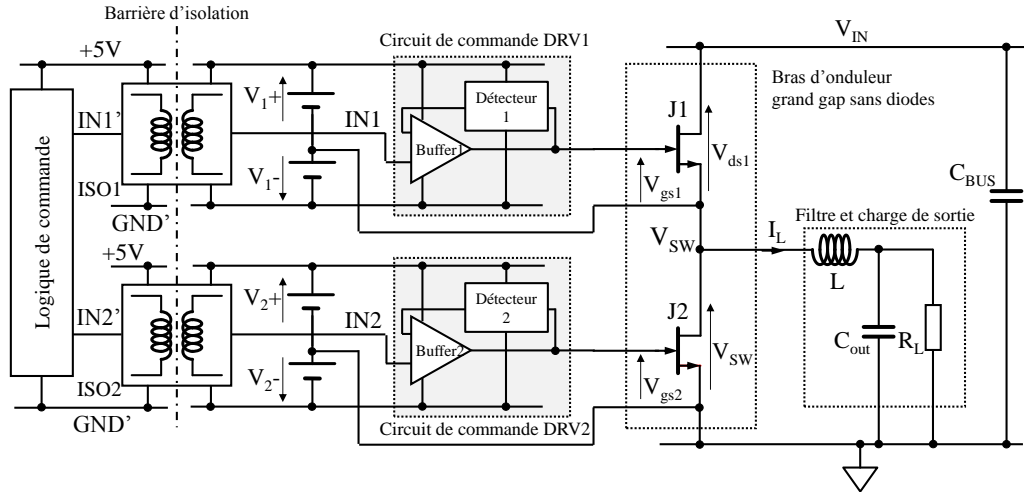 Barrière d'isolation
+5V
Circuit de commande DRV1
V_IN
V_1+
Détecteur
1
Bras d'onduleur
grand gap sans diodes
IN1'
IN1
J1
Buffer1
V_ds1
V_1-
V_gs1
C_BUS
ISO1
GND'
Logique de commande
Filtre et charge de sortie
V_SW
I_L
+5V
L
V_2+
Détecteur
2
J2
IN2'
IN2
Buffer2
C_out
R_L
V_SW
V_2-
V_gs2
ISO2
GND'
Circuit de commande DRV2